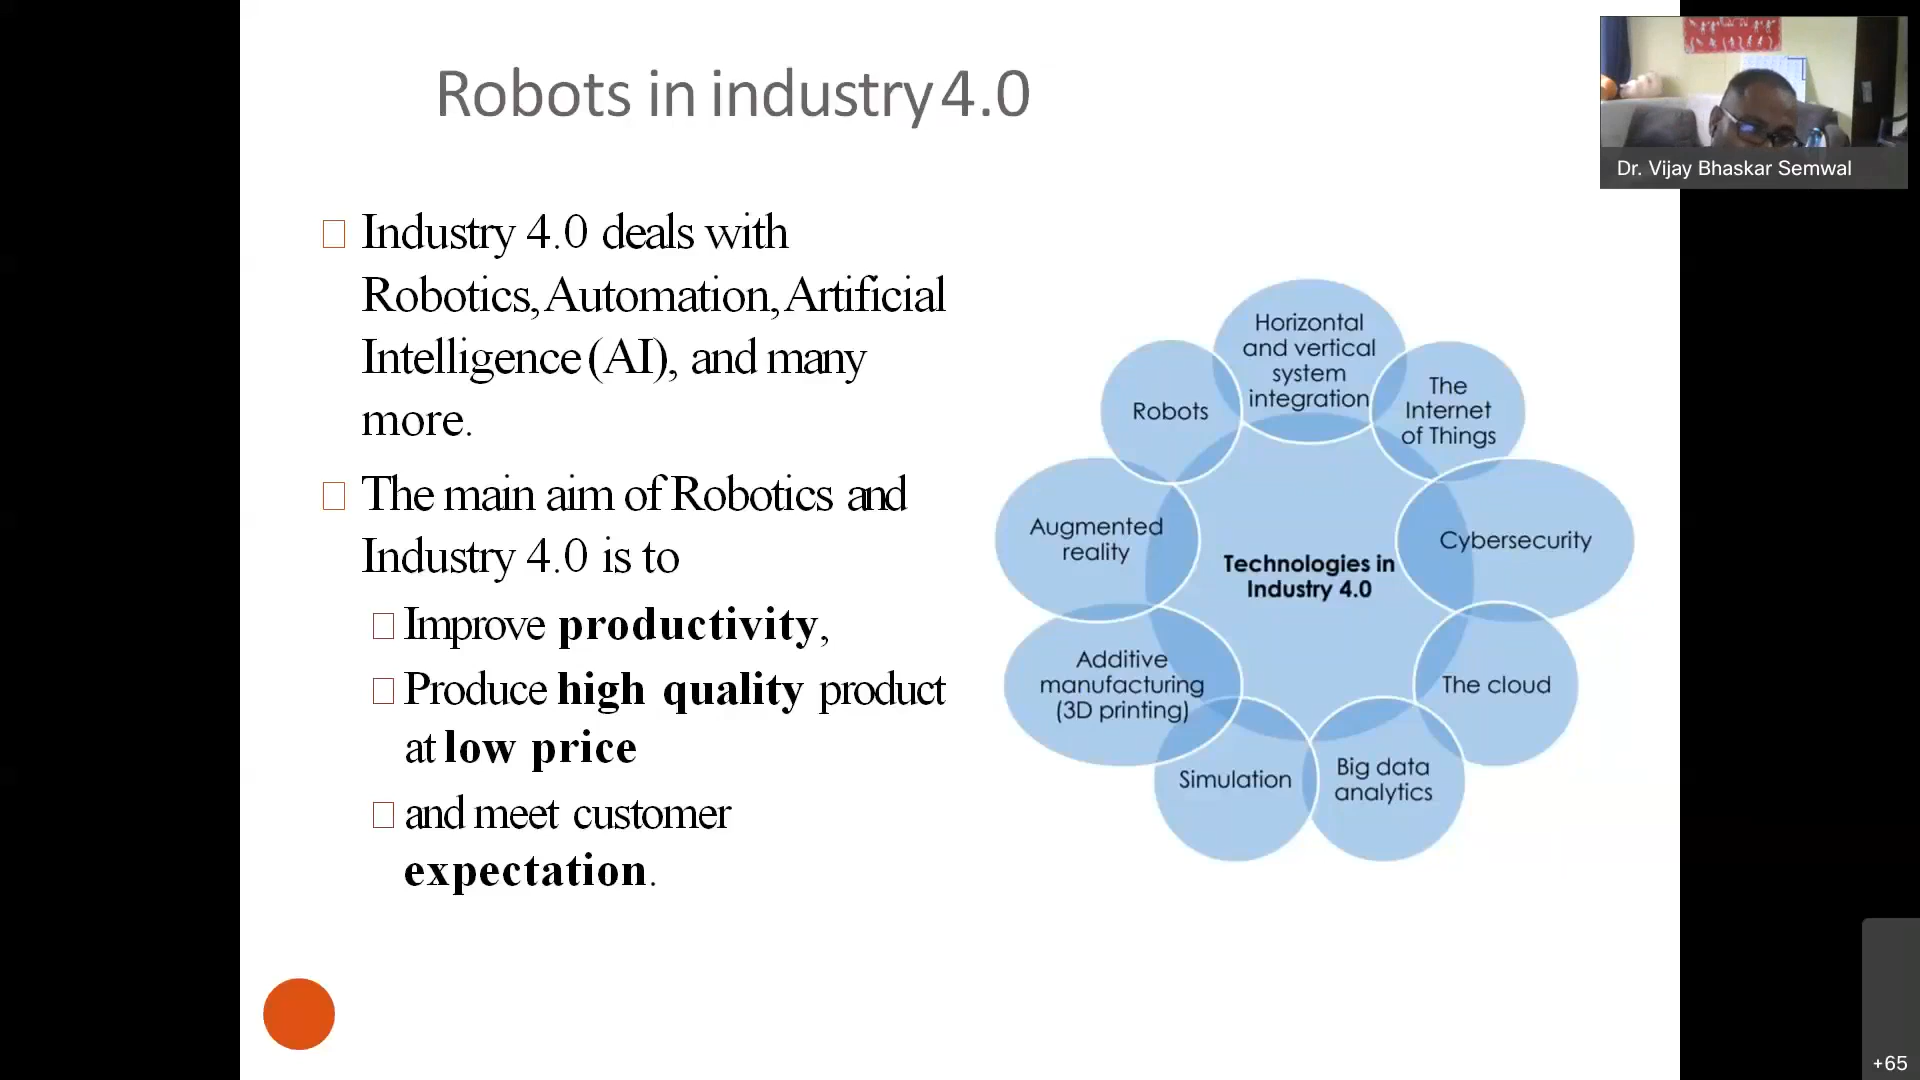 Robots in industry 4.0
Dr. Vijay Bhaskar Semwal
Industry 4.0 deals with
Robotics, Automation, Artificial
Intelligence (AI), and many
more.
The main aim of Robotics and
Industry 4.0 is to
Improve productivity,
Produce high quality product
at low price
and meet customer
expectation.
Horizontal
and vertical
system
integration
The
Internet
of Things
Cybersecurity
The cloud
Big data
analytics
Simulation
Additive
manufacturing
(3D printing)
Augmented
reality
Robots
Technologies in
Industry 4.0
+65